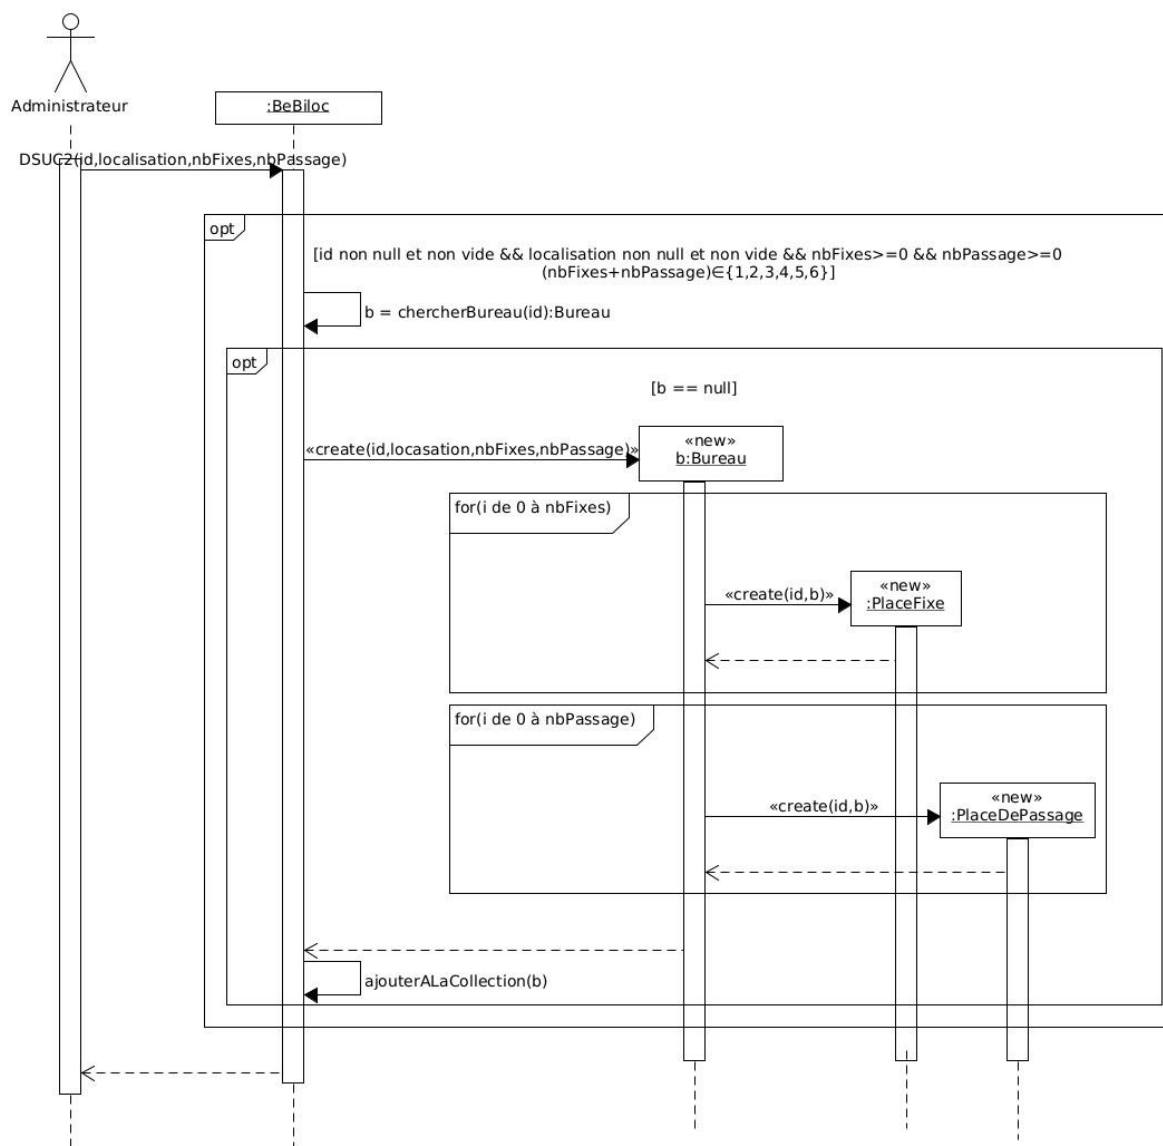 Administrateur
:BeBiloc
DSUC2(id,localisation,nbFixes,nbPassage)
opt
[id non null et non vide && localisation non null et non vide && nbFixes>=0 && nbPassage>=0
(nbFixes+nbPassage)∈{1,2,3,4,5,6}]
b = chercherBureau(id):Bureau
opt
[b == null]
«create(id,locasation,nbFixes,nbPassage)»
«new»
b:Bureau
for(i de 0 à nbFixes)
«create(id,b)»
«new»
:PlaceFixe
for(i de 0 à nbPassage)
«create(id,b)»
«new»
:PlaceDePassage
ajouterALaCollection(b)